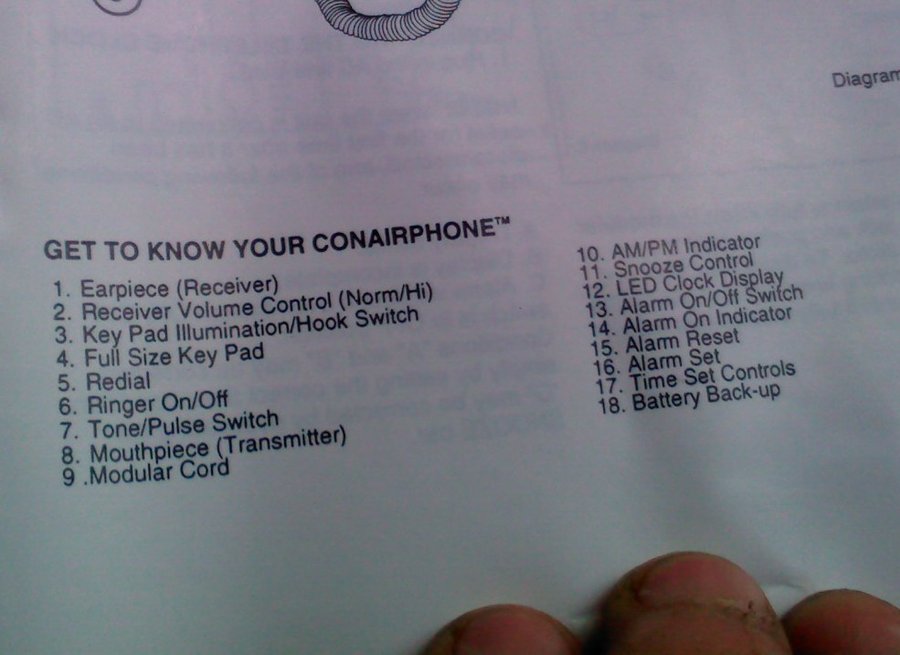 Diagram
GET TO KNOW YOUR CONAIRPHONE™
1. Earpiece (Receiver)
2. Receiver Volume Control (Norm/Hi)
3. Key Pad Illumination/Hook Switch
4. Full Size Key Pad
5. Redial
6. Ringer On/Off
7. Tone/Pulse Switch
8. Mouthpiece (Transmitter)
9 .Modular Cord
10. AM/PM Indicator
11. Snooze Control
12. LED Clock Display
13. Alarm On/Off Switch
14. Alarm On Indicator
15. Alarm Reset
16. Alarm Set
17. Time Set Controls
18. Battery Back-up